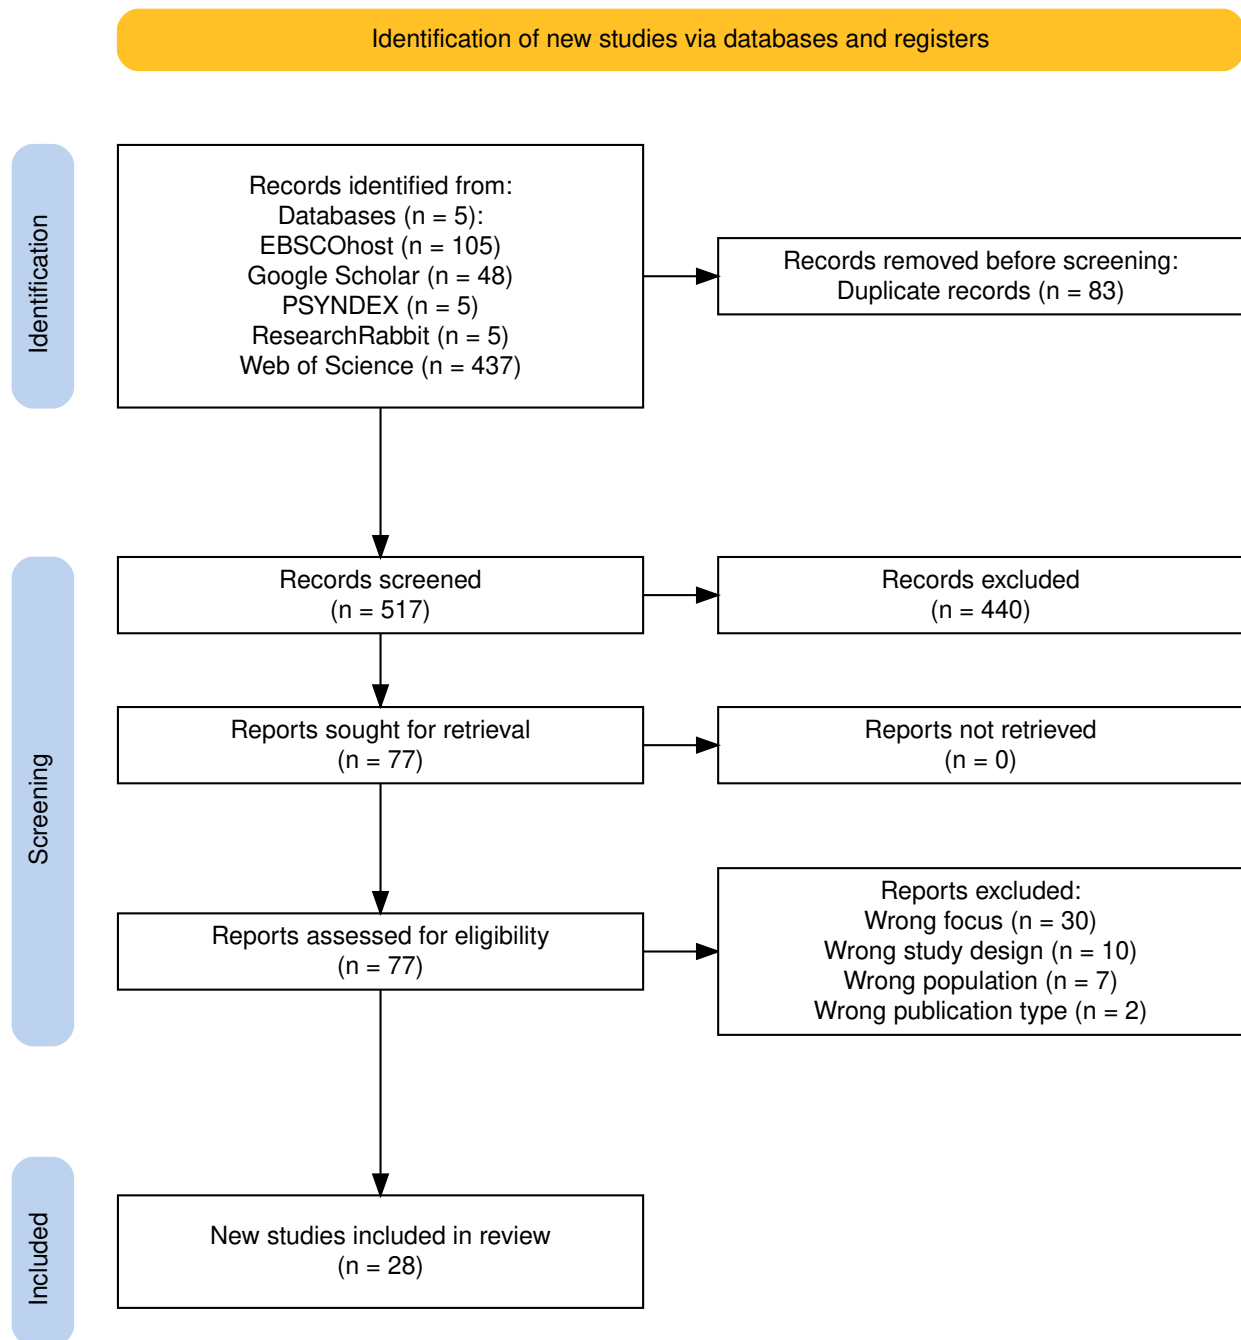 Identification of new studies via databases and registers
Identification
Records identified from:
Databases (n = 5):
EBSCOhost (n = 105)
Google Scholar (n = 48)
PSYNDEX (n = 5)
ResearchRabbit (n = 5)
Web of Science (n = 437)
Records removed before screening:
Duplicate records (n = 83)
Screening
Records screened
(n = 517)
Records excluded
(n = 440)
Reports sought for retrieval
(n = 77)
Reports not retrieved
(n = 0)
Reports assessed for eligibility
(n = 77)
Reports excluded:
Wrong focus (n = 30)
Wrong study design (n = 10)
Wrong population (n = 7)
Wrong publication type (n = 2)
Included
New studies included in review
(n = 28)